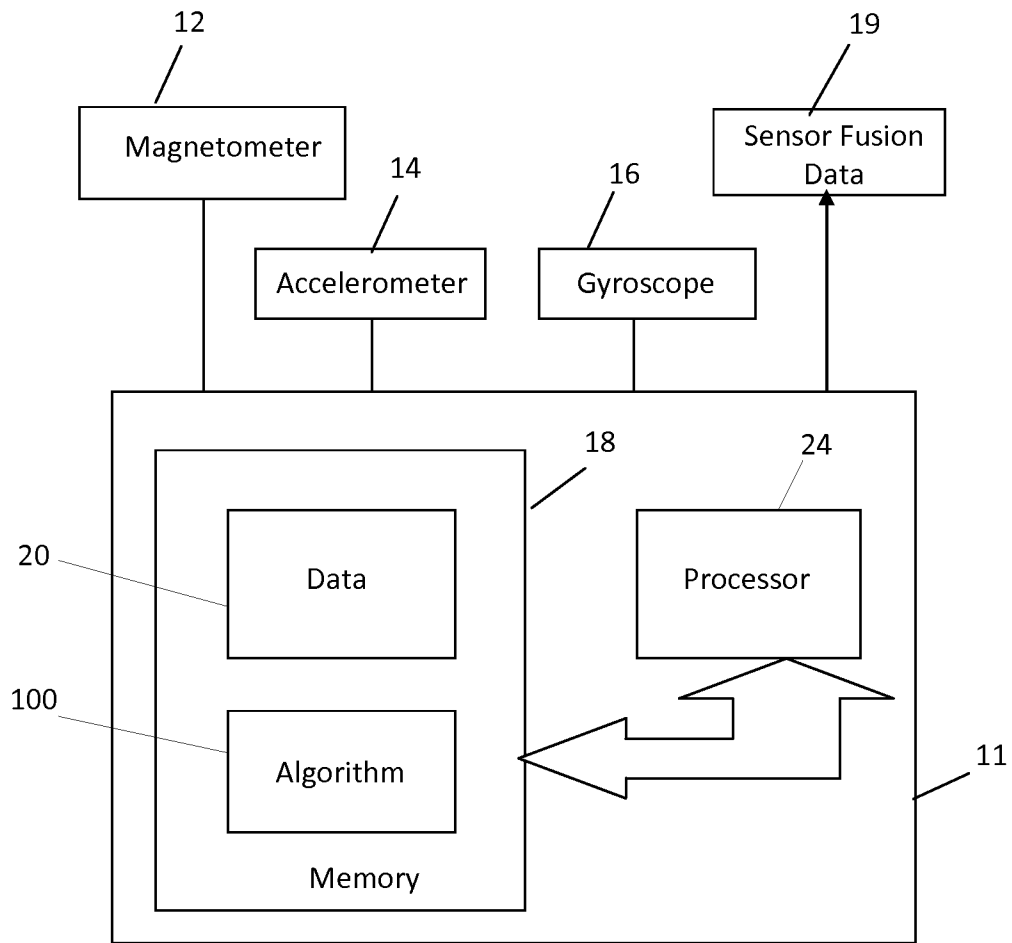 12
19
Magnetometer
Sensor Fusion
Data
14
16
Accelerometer
Gyroscope
18
24
20
Data
Processor
100
Algorithm
11
Memory